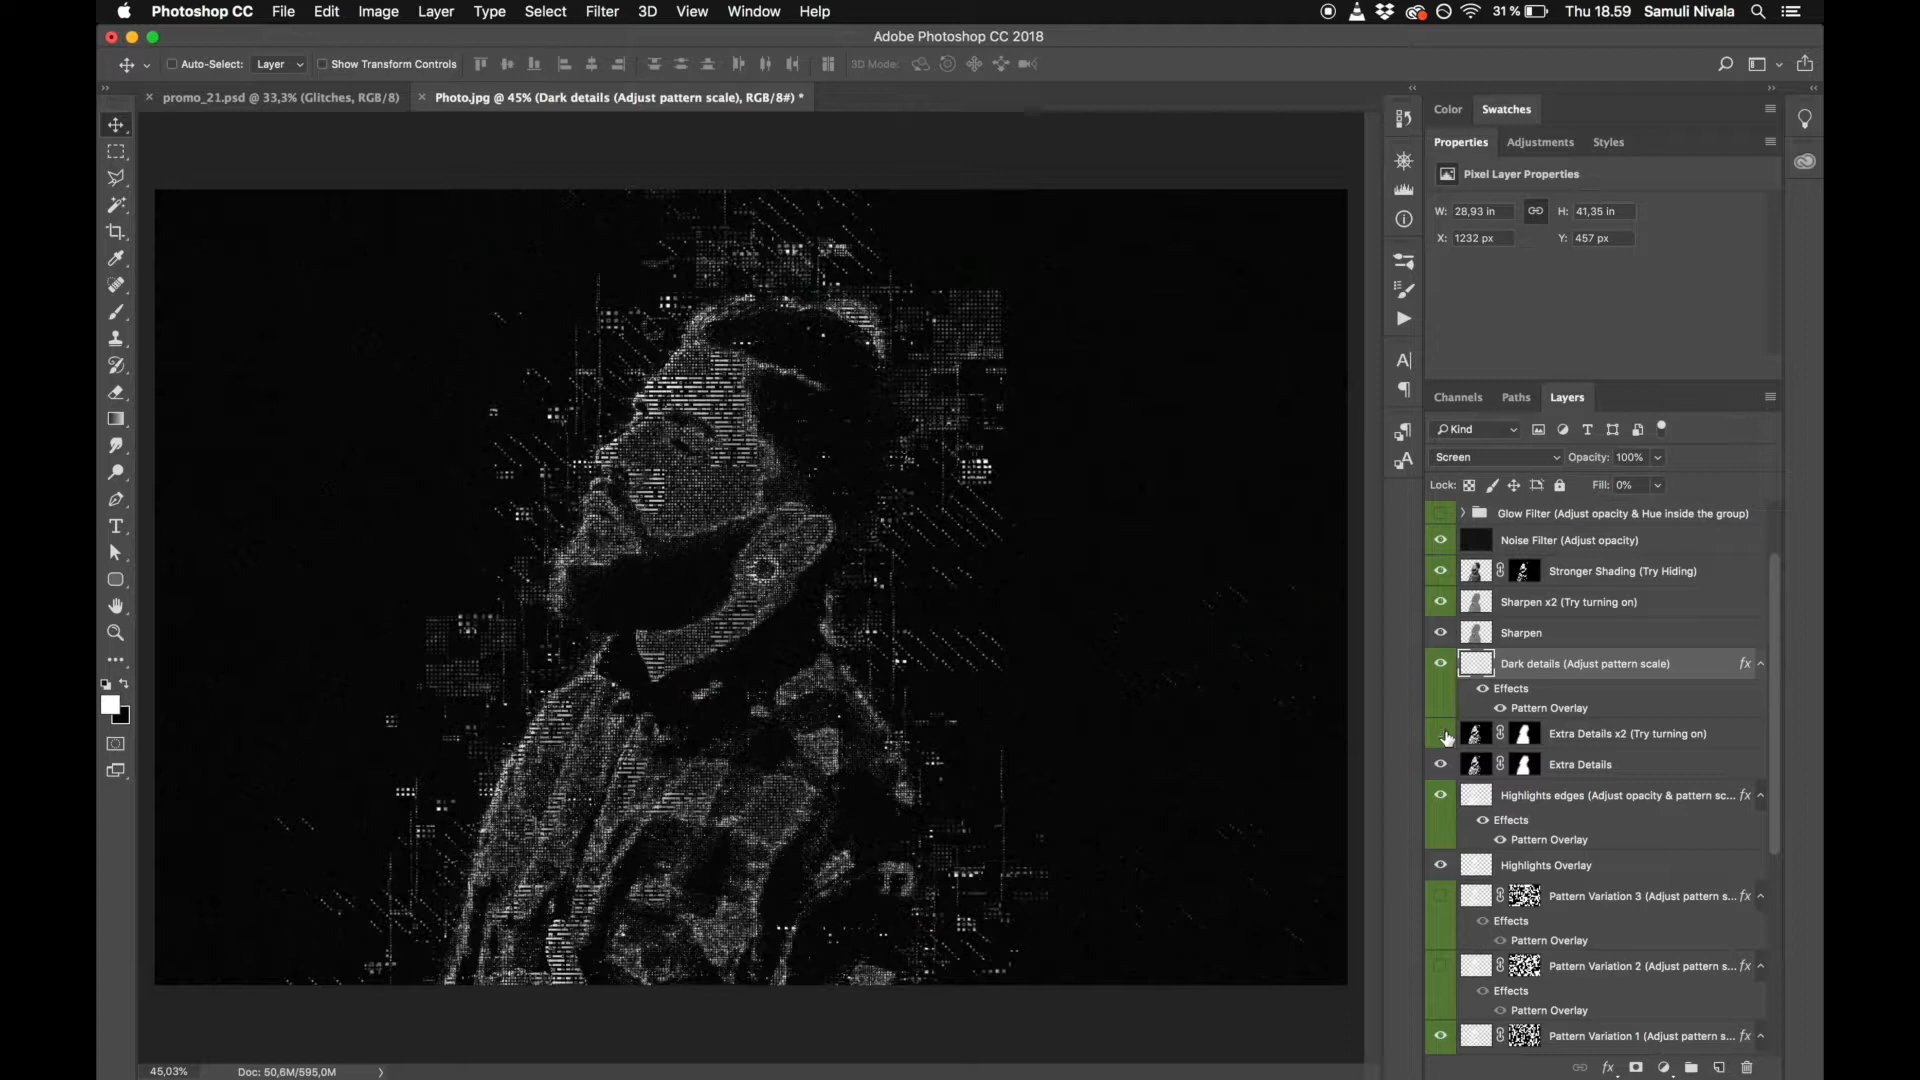 Photoshop CC File Edit Image Layer Type Select Filter 3D View Window Help 31 % Thu 18.59 Samuli Nivala
Adobe Photoshop CC 2018
Auto-Select: Layer Show Transform Controls 3D Mode:
promo_21.psd @ 33,3% (Glitches, RGB/8) Photo.jpg @ 45% (Dark details (Adjust pattern scale), RGB/8#) *
Color Swatches
Properties Adjustments Styles
Pixel Layer Properties
W: 28,93 in H: 41,35 in
X: 1232 px Y: 457 px
Channels Paths Layers
Kind
Screen Opacity: 100%
Lock: Fill: 0%
Glow Filter (Adjust opacity & Hue inside the group)
Noise Filter (Adjust opacity)
Stronger Shading (Try Hiding)
Sharpen x2 (Try turning on)
Sharpen
Dark details (Adjust pattern scale) fx
Effects
Pattern Overlay
Extra Details x2 (Try turning on)
Extra Details
Highlights edges (Adjust opacity & pattern sc... fx
Effects
Pattern Overlay
Highlights Overlay
Pattern Variation 3 (Adjust pattern s... fx
Effects
Pattern Overlay
Pattern Variation 2 (Adjust pattern s... fx
Effects
Pattern Overlay
Pattern Variation 1 (Adjust pattern s... fx
fx
45,03% Doc: 50,6M/595,0M